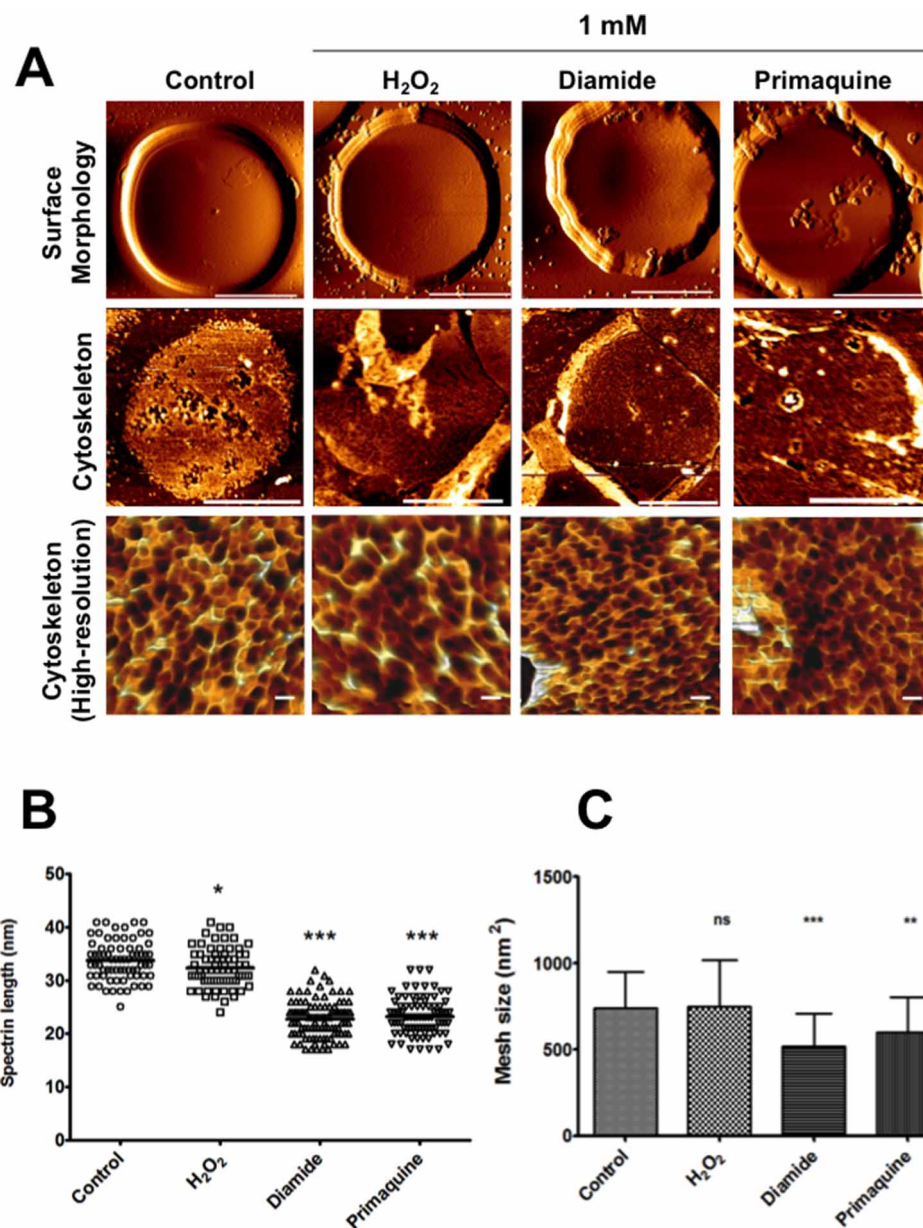 1 mM
A
Control H₂O₂ Diamide Primaquine
Surface
Morphology
Cytoskeleton
Cytoskeleton
(High-resolution)
B
C
Spectrin length (nm)
50
40
30
20
10
0
*
***
***
Control
H₂O₂
Diamide
Primaquine
Mesh size (nm²)
1500
1000
500
0
ns
***
**
Control
H₂O₂
Diamide
Primaquine